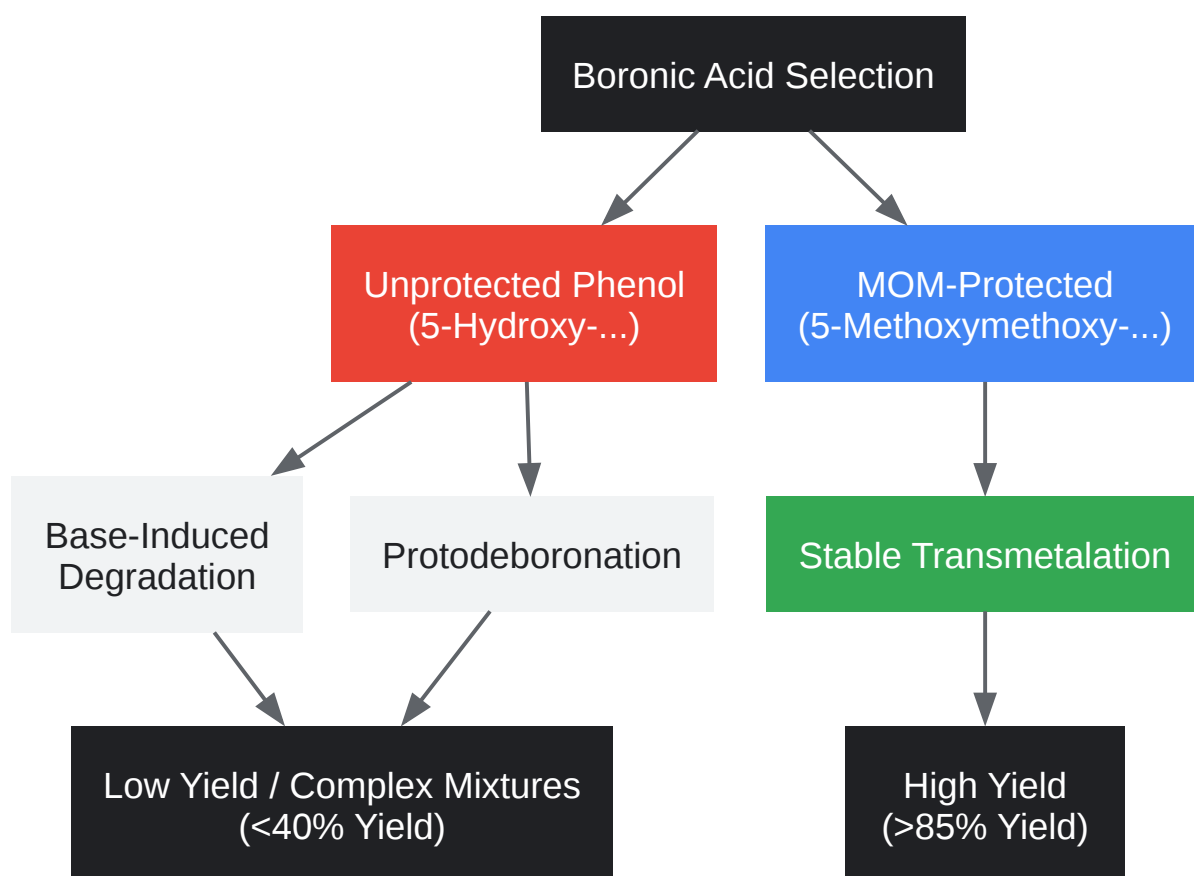 Boronic Acid Selection
Unprotected Phenol
(5-Hydroxy-...)
MOM-Protected
(5-Methoxymethoxy-...)
Base-Induced
Degradation
Protodeboronation
Stable Transmetalation
Low Yield / Complex Mixtures
(<40% Yield)
High Yield
(>85% Yield)